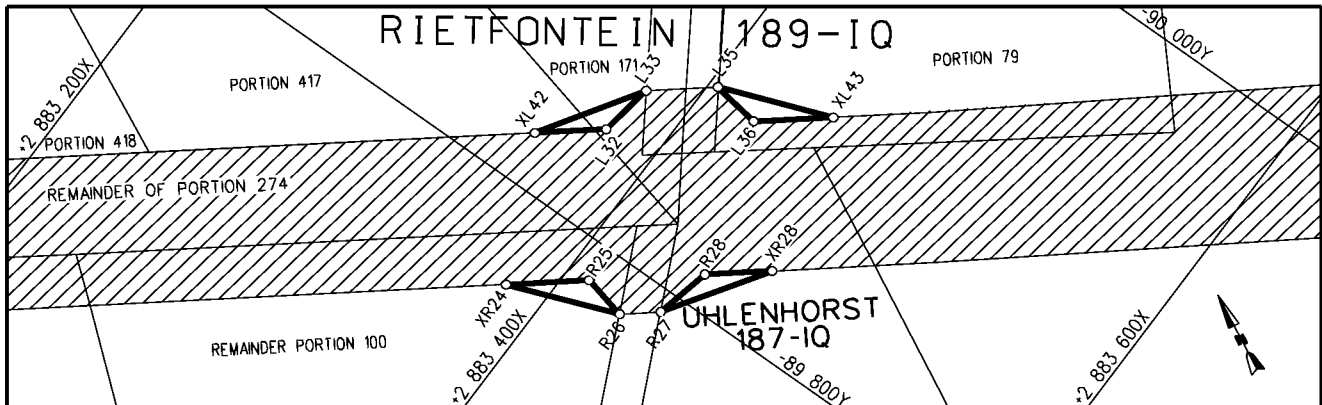 RIETFONTEIN 189-IQ
-90 000Y
+2 883 200X
PORTION 417
PORTION 171
L33
L35
PORTION 79
XL42
XL43
PORTION 418
L32
L36
REMAINDER OF PORTION 274
R25
R28
XR28
XR24
R26
R27
UHLENHORST
187-IQ
REMAINDER PORTION 100
+2 883 400X
-89 800Y
+2 883 600X
N